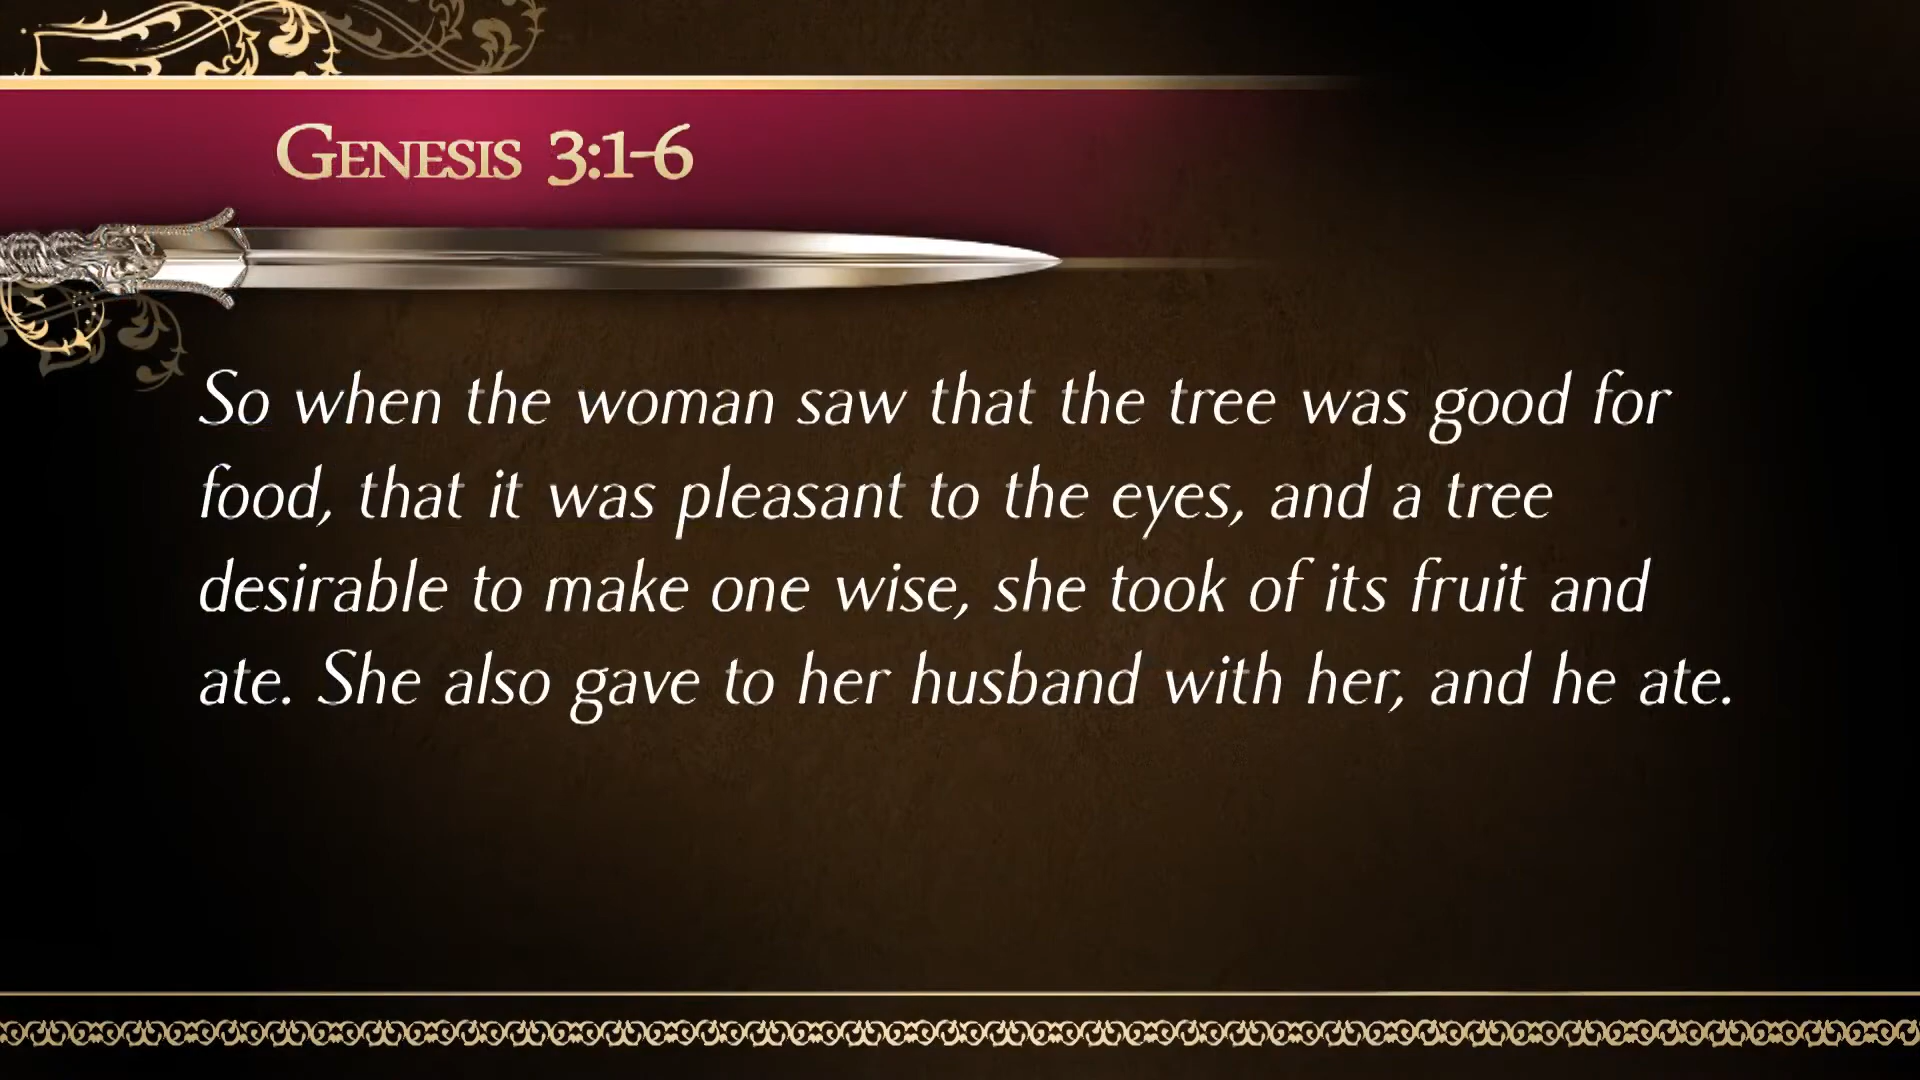 Genesis 3:1-6
So when the woman saw that the tree was good for
food, that it was pleasant to the eyes, and a tree
desirable to make one wise, she took of its fruit and
ate. She also gave to her husband with her, and he ate.